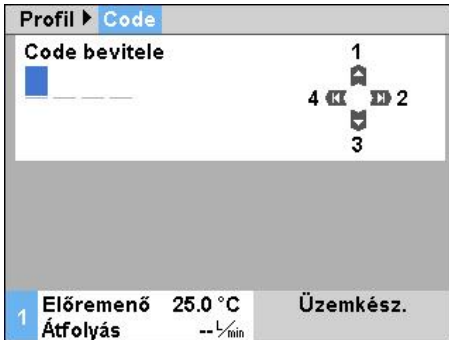 Profil ▶ Code
Code bevitele
1
4 2
3
1
Előremenő 25.0 °C
Átfolyás -- L/min
Üzemkész.